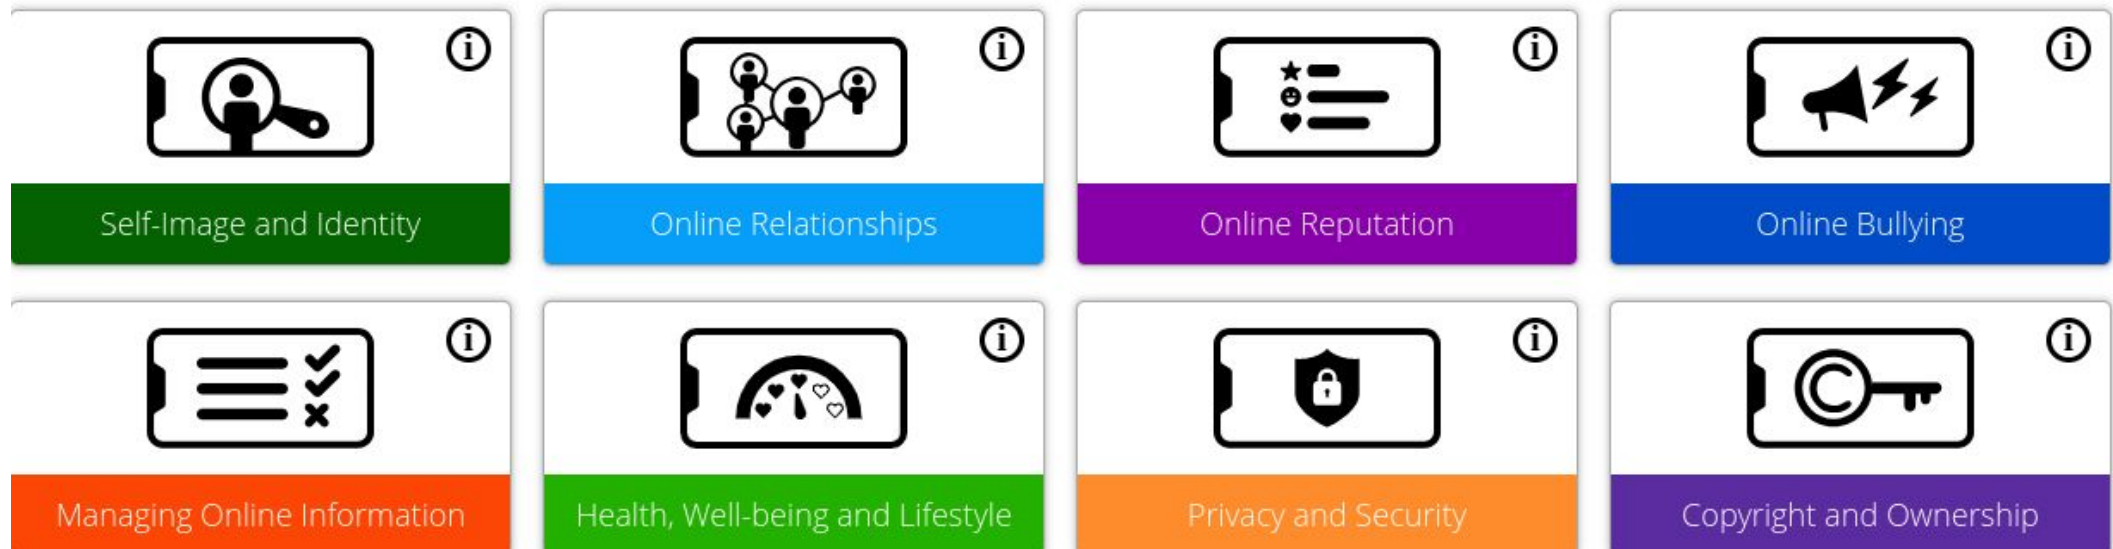 i
i
i
i
Self-Image and Identity
Online Relationships
Online Reputation
Online Bullying
i
i
i
i
Managing Online Information
Health, Well-being and Lifestyle
Privacy and Security
Copyright and Ownership